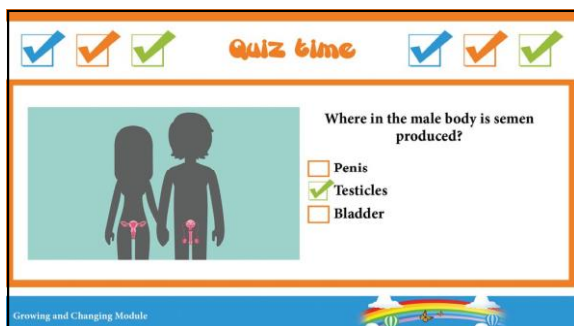 Quiz time
Where in the male body is semen
produced?
Penis
Testicles
Bladder
Growing and Changing Module